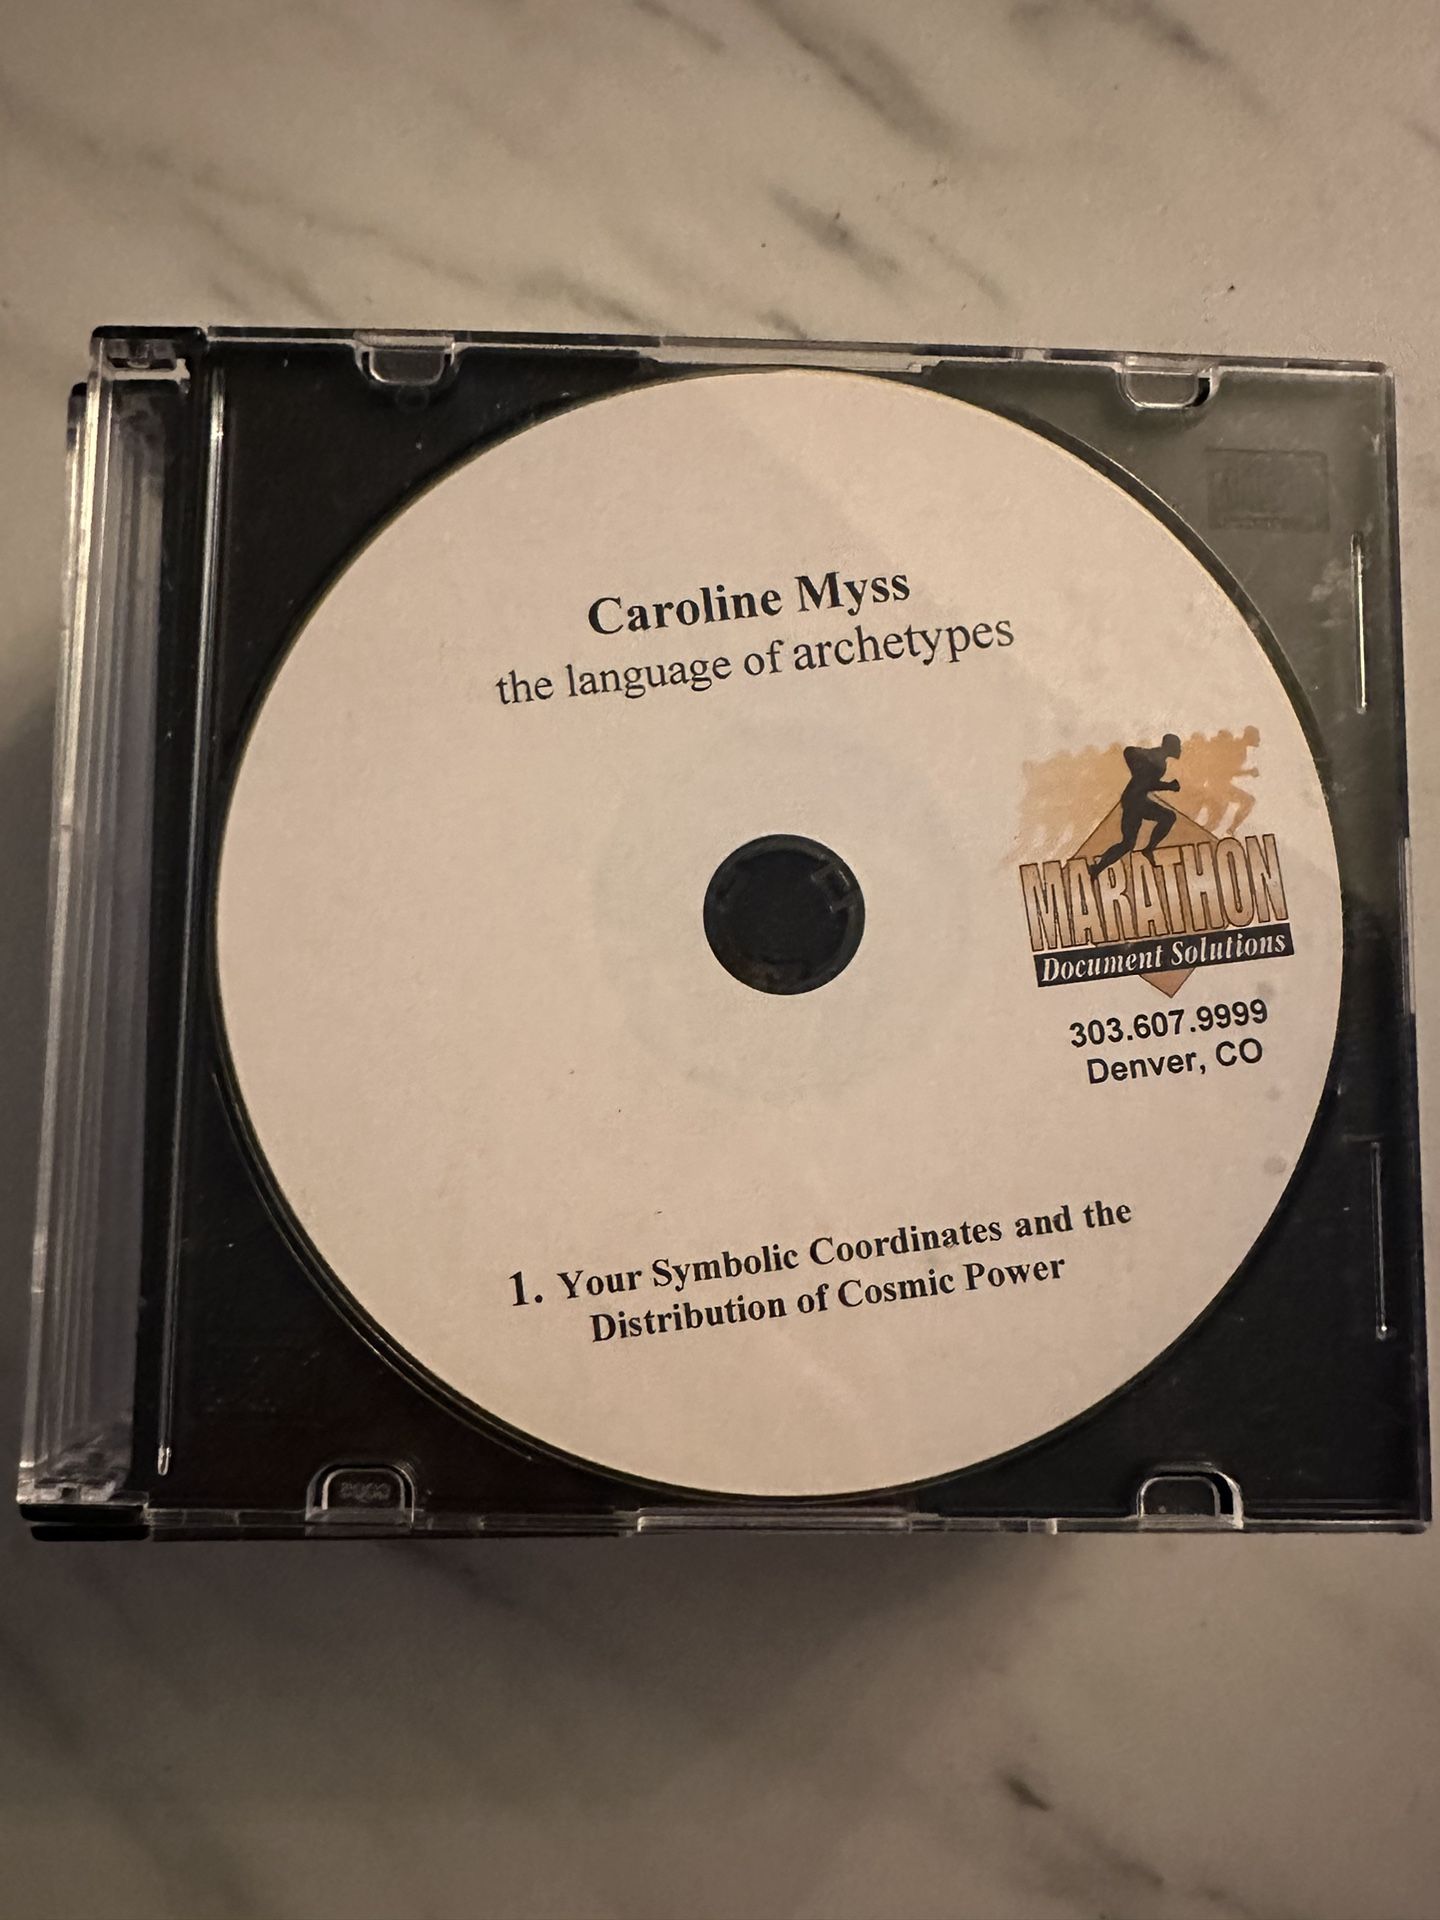 Caroline Myss
the language of archetypes
MARATHON
Document Solutions
303.607.9999
Denver, CO
1. Your Symbolic Coordinates and the
Distribution of Cosmic Power